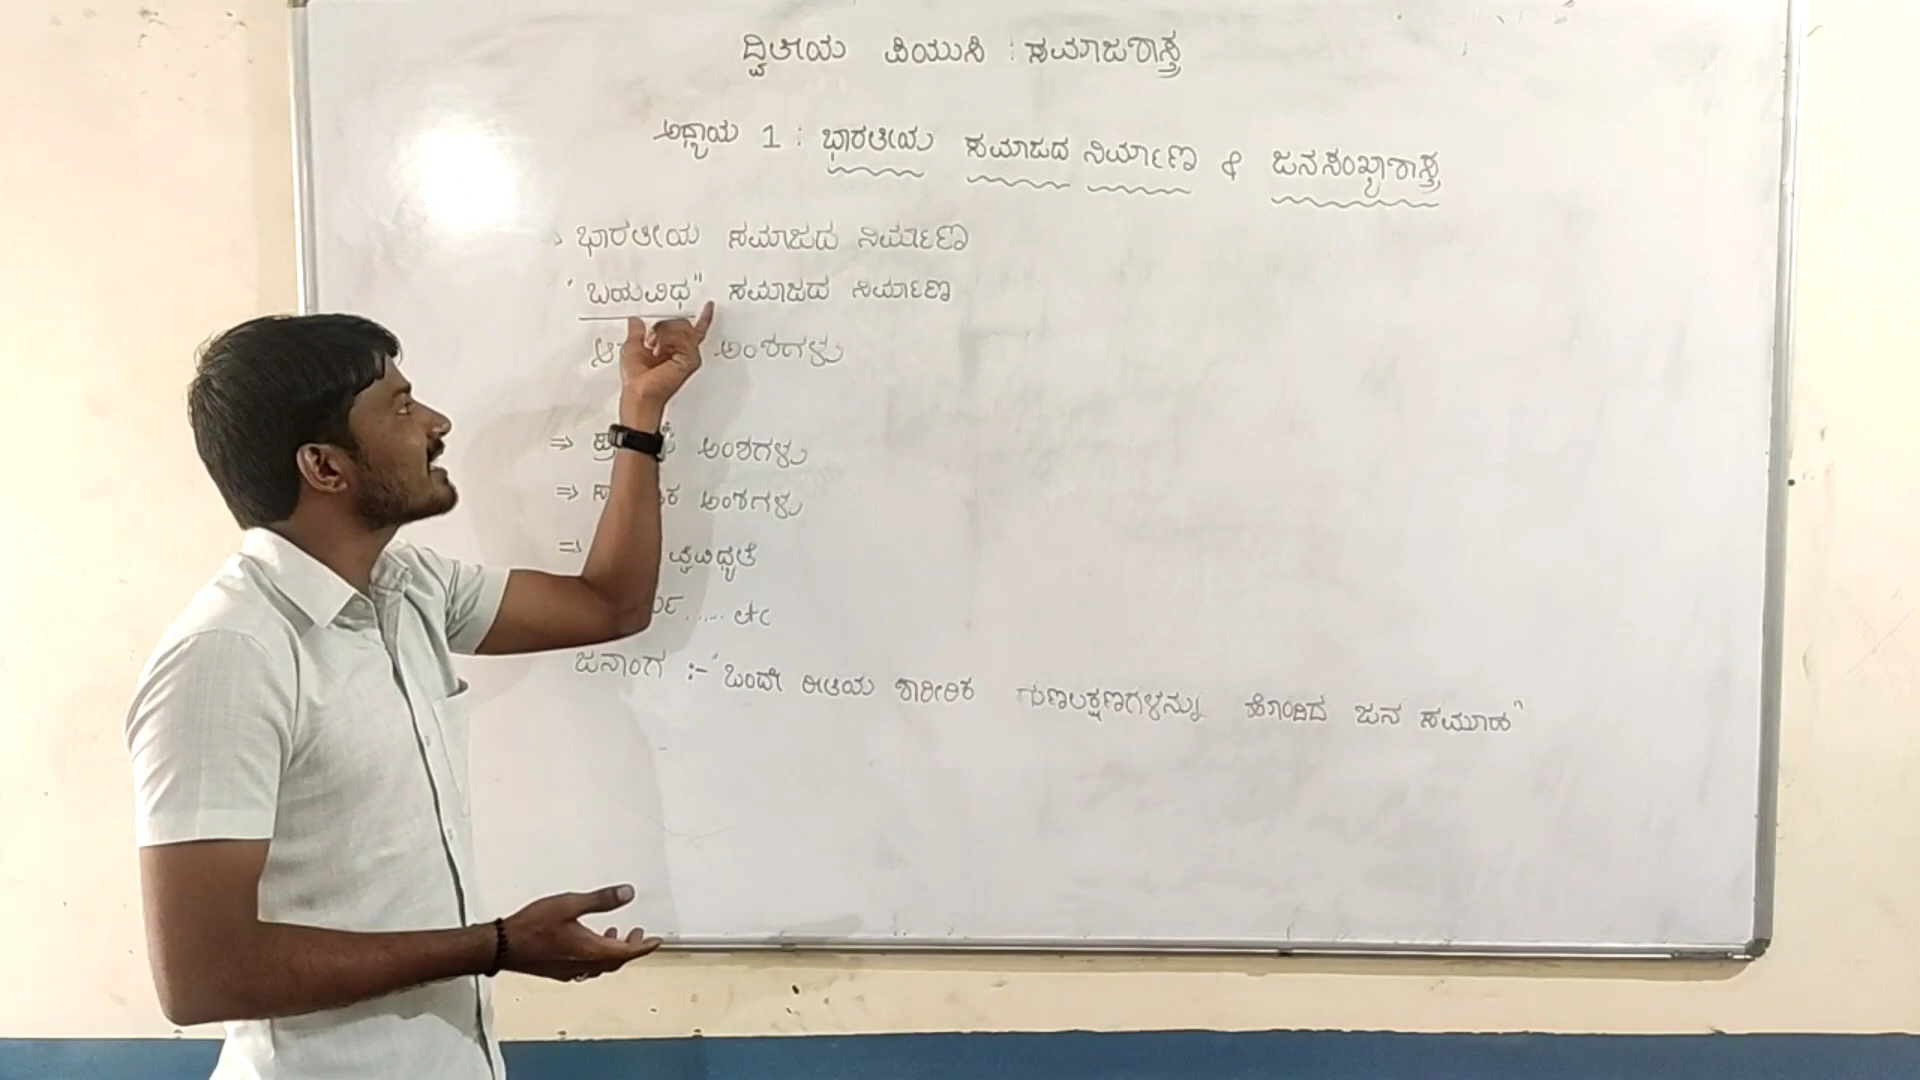 ದ್ವಿತೀಯ ಪಿಯುಸಿ : ಸಮಾಜಶಾಸ್ತ್ರ
ಅಧ್ಯಾಯ 1 : ಭಾರತೀಯ ಸಮಾಜದ ನಿರ್ಮಾಣ & ಜನಸಂಖ್ಯಾಶಾಸ್ತ್ರ
ಭಾರತೀಯ ಸಮಾಜದ ನಿರ್ಮಾಣ
"ಬಯವಿಧ" ಸಮಾಜದ ನಿರ್ಮಾಣ
ಅಂಶಗಳು
⇒ ಅಂಶಗಳು
⇒ ಅಂಶಗಳು
⇒ ವೈವಿಧ್ಯತೆ
..... etc
ಜನಾಂಗ :- "ಒಂದೇ ರೀತಿಯ ಶಾರೀರಿಕ ಗುಣಲಕ್ಷಣಗಳನ್ನು ಹೊಂದಿದ ಜನ ಸಮೂಹ"